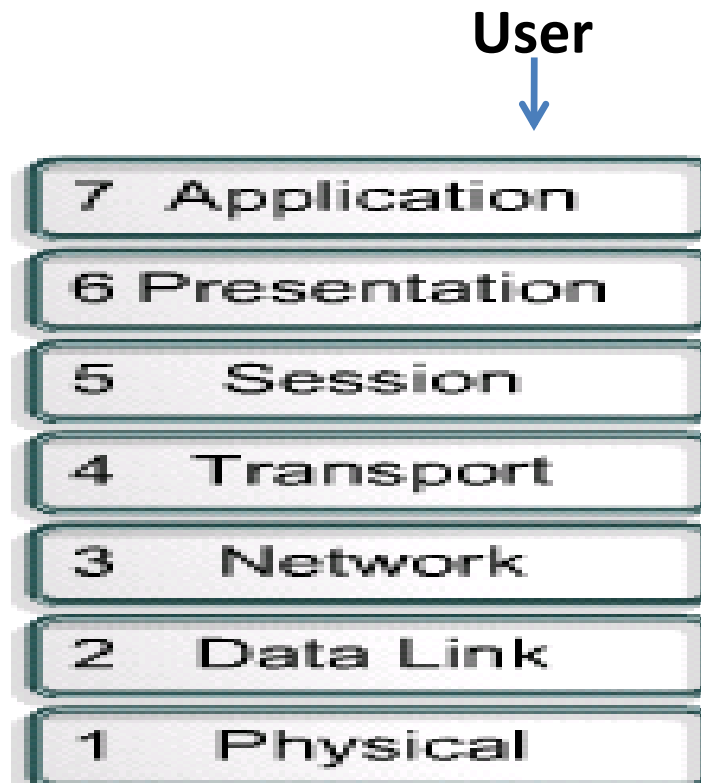 User
7 Application
6 Presentation
5 Session
4 Transport
3 Network
2 Data Link
1 Physical